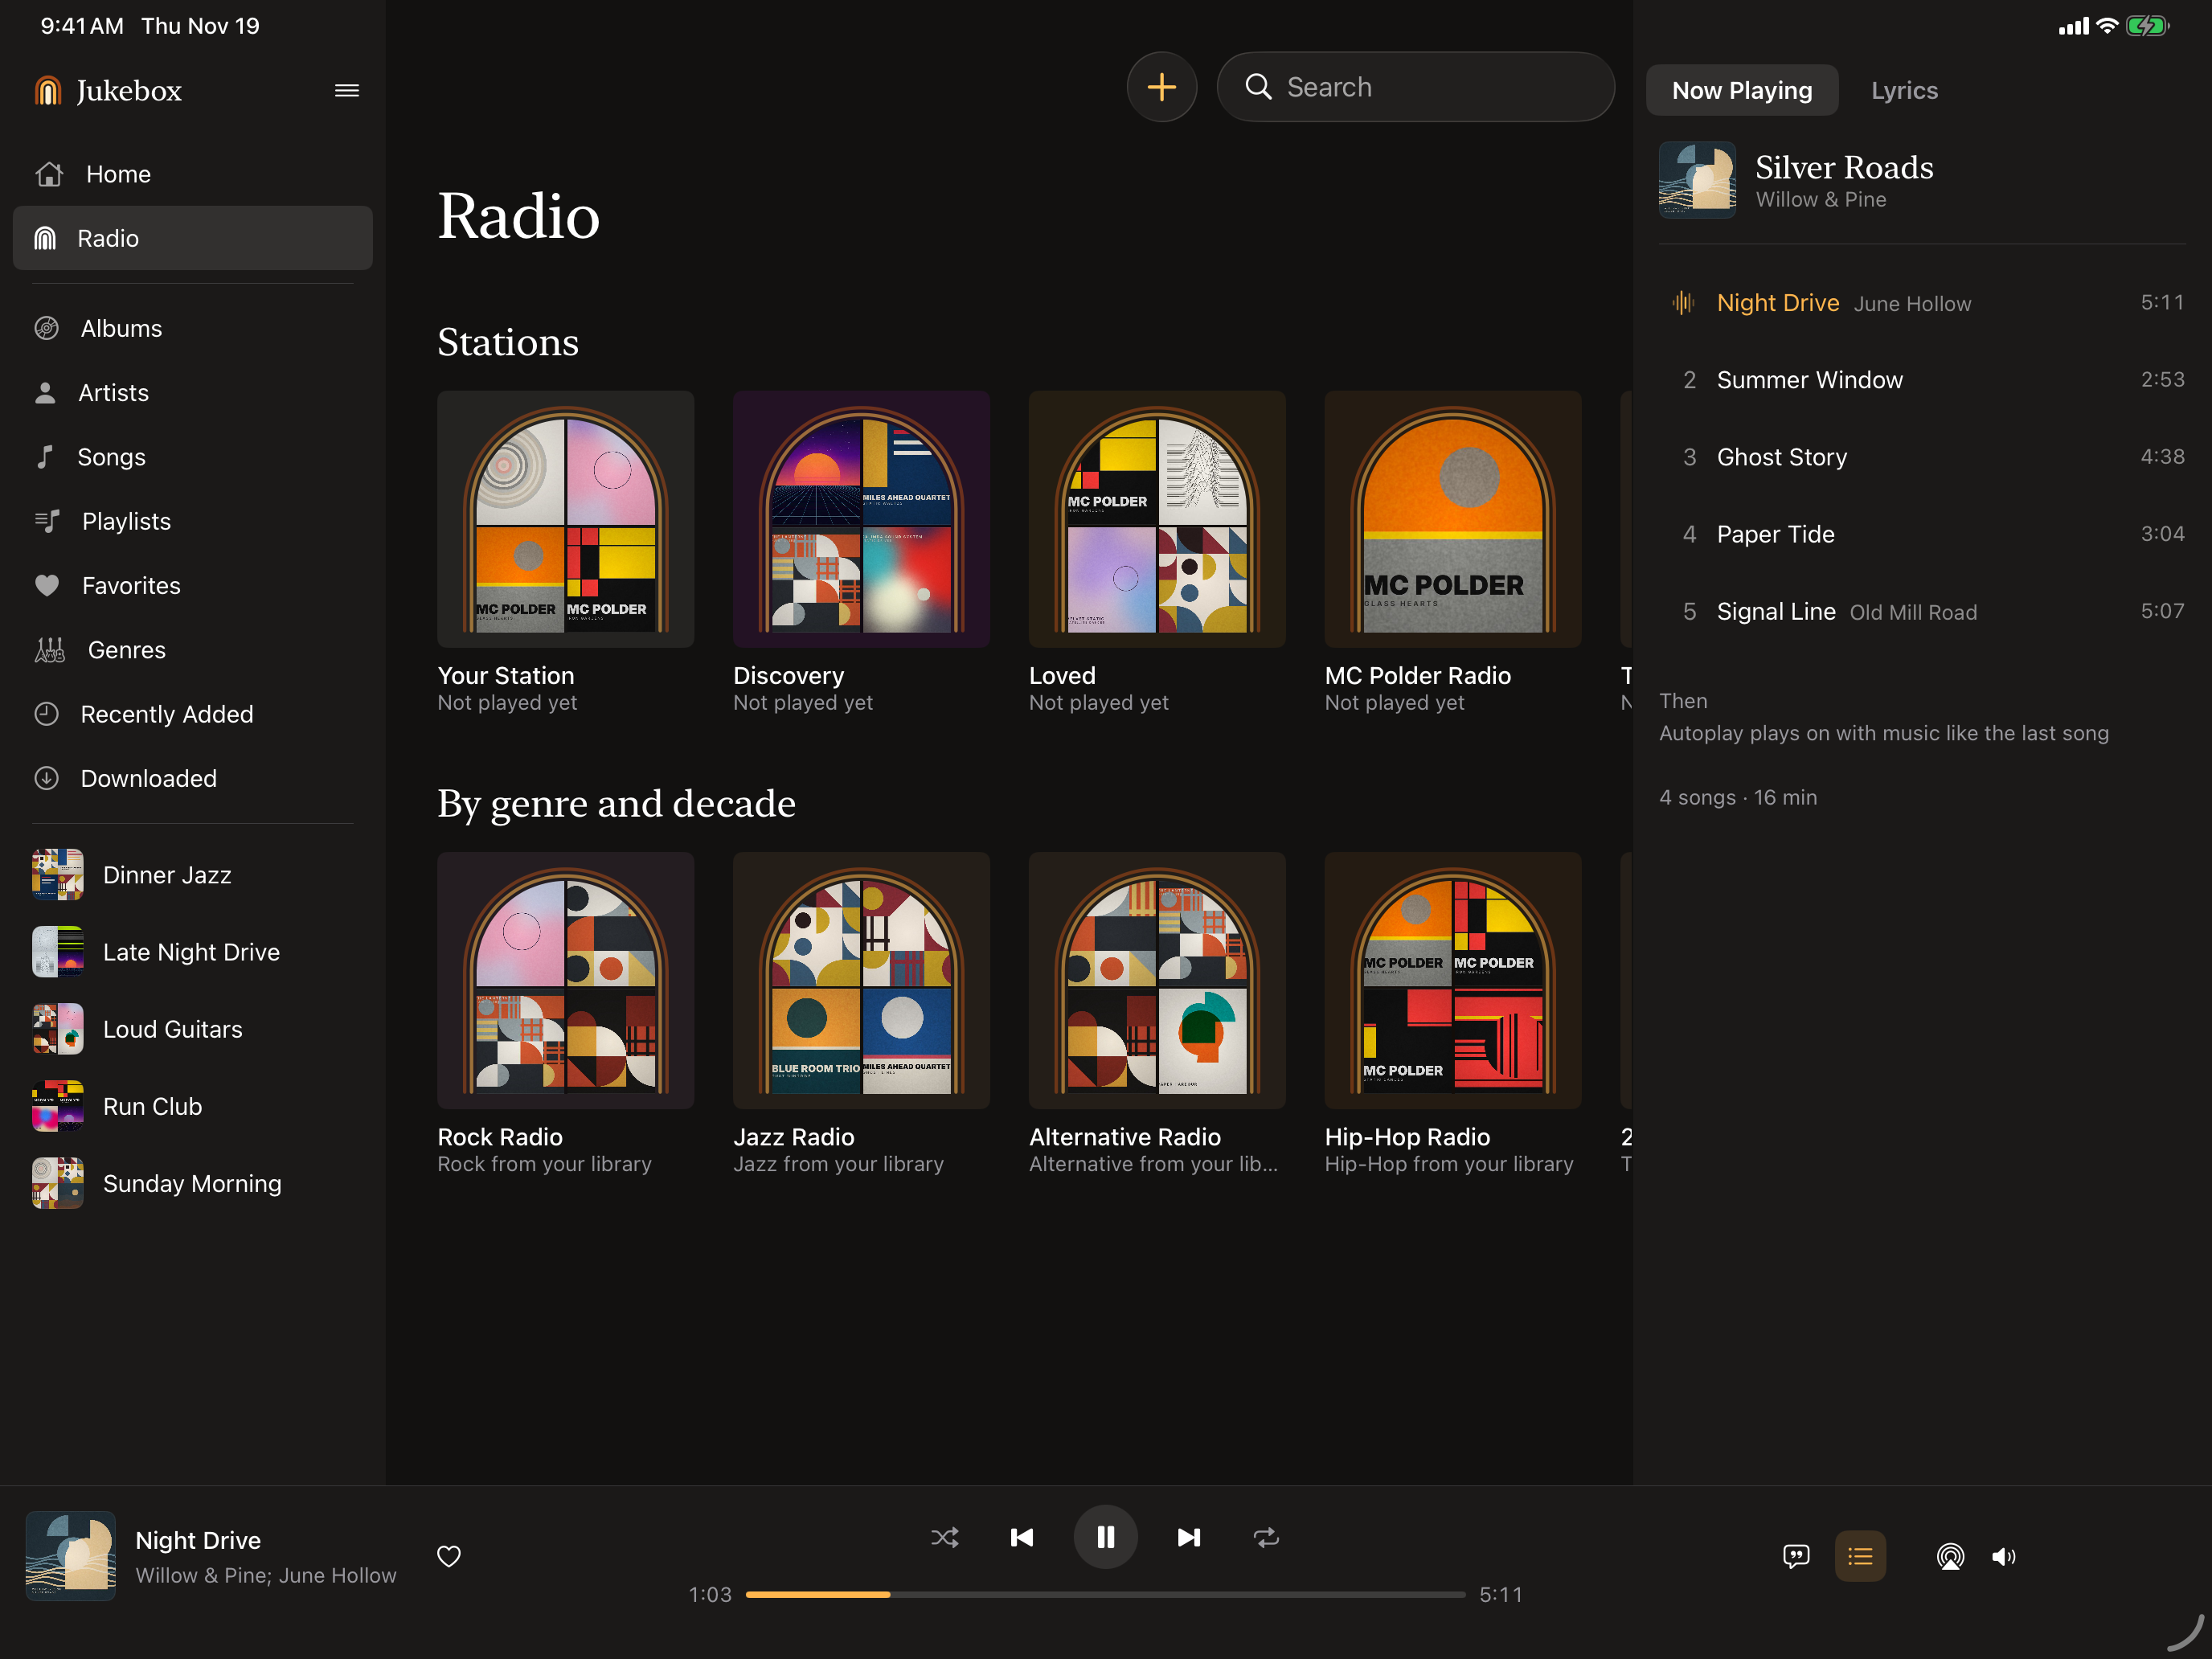 9:41 AM Thu Nov 19
Jukebox
Home
Radio
Albums
Artists
Songs
Playlists
Favorites
Genres
Recently Added
Downloaded
Dinner Jazz
Late Night Drive
Loud Guitars
Run Club
Sunday Morning
Search
Radio
Stations
MC POLDER
GLASS HEARTS
MC POLDER
MILES AHEAD QUARTET
MC POLDER
MC POLDER
GLASS HEARTS
Your Station
Not played yet
Discovery
Not played yet
Loved
Not played yet
MC Polder Radio
Not played yet
By genre and decade
BLUE ROOM TRIO
MILES AHEAD QUARTET
MC POLDER
MC POLDER
MC POLDER
Rock Radio
Rock from your library
Jazz Radio
Jazz from your library
Alternative Radio
Alternative from your lib...
Hip-Hop Radio
Hip-Hop from your library
Now Playing
Lyrics
Silver Roads
Willow & Pine
Night Drive June Hollow 5:11
2 Summer Window 2:53
3 Ghost Story 4:38
4 Paper Tide 3:04
5 Signal Line Old Mill Road 5:07
Then
Autoplay plays on with music like the last song
4 songs · 16 min
Night Drive
Willow & Pine; June Hollow
1:03
5:11